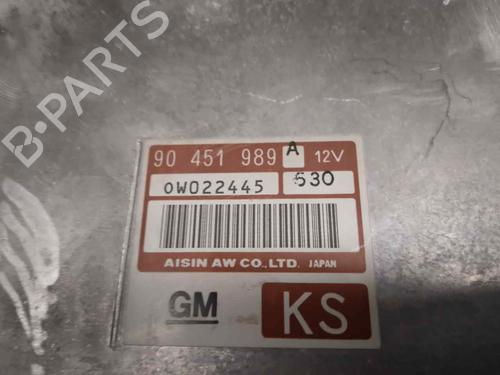 B-PARTS
90 451 989 A 12V
0W022445 530
AISIN AW CO.,LTD. JAPAN
GM KS